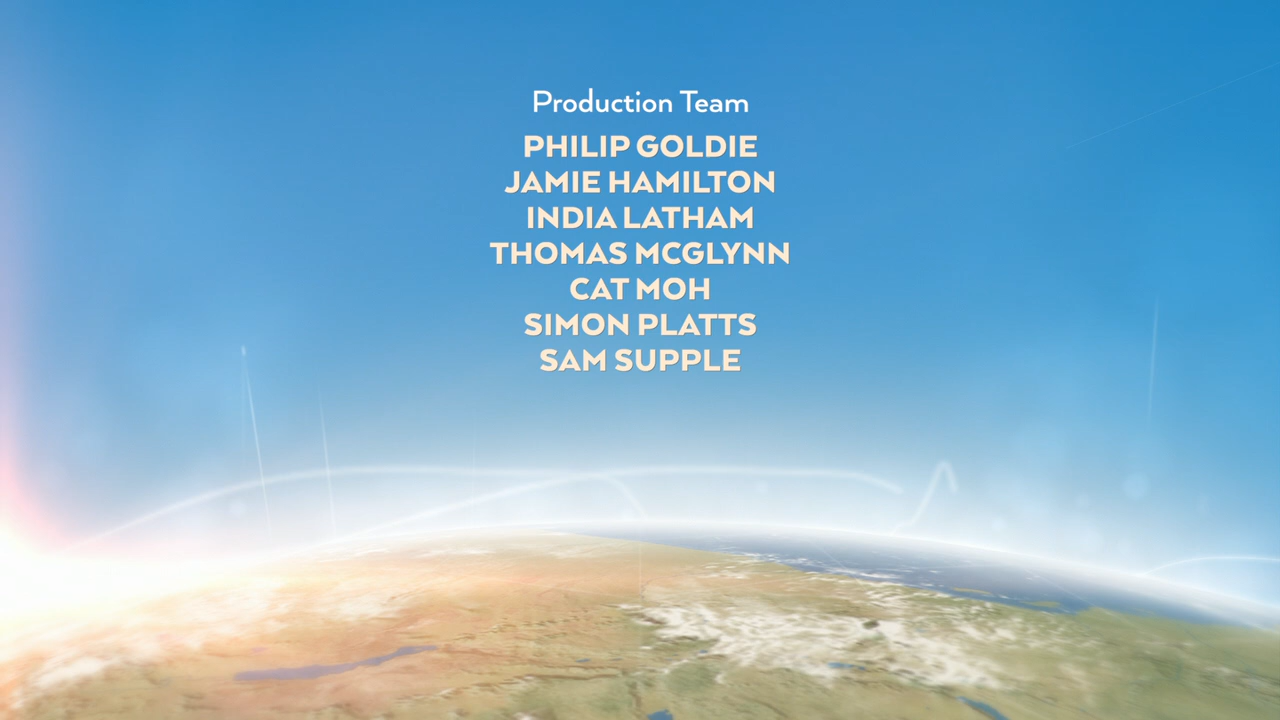 Production Team
PHILIP GOLDIE
JAMIE HAMILTON
INDIA LATHAM
THOMAS MCGLYNN
CAT MOH
SIMON PLATTS
SAM SUPPLE